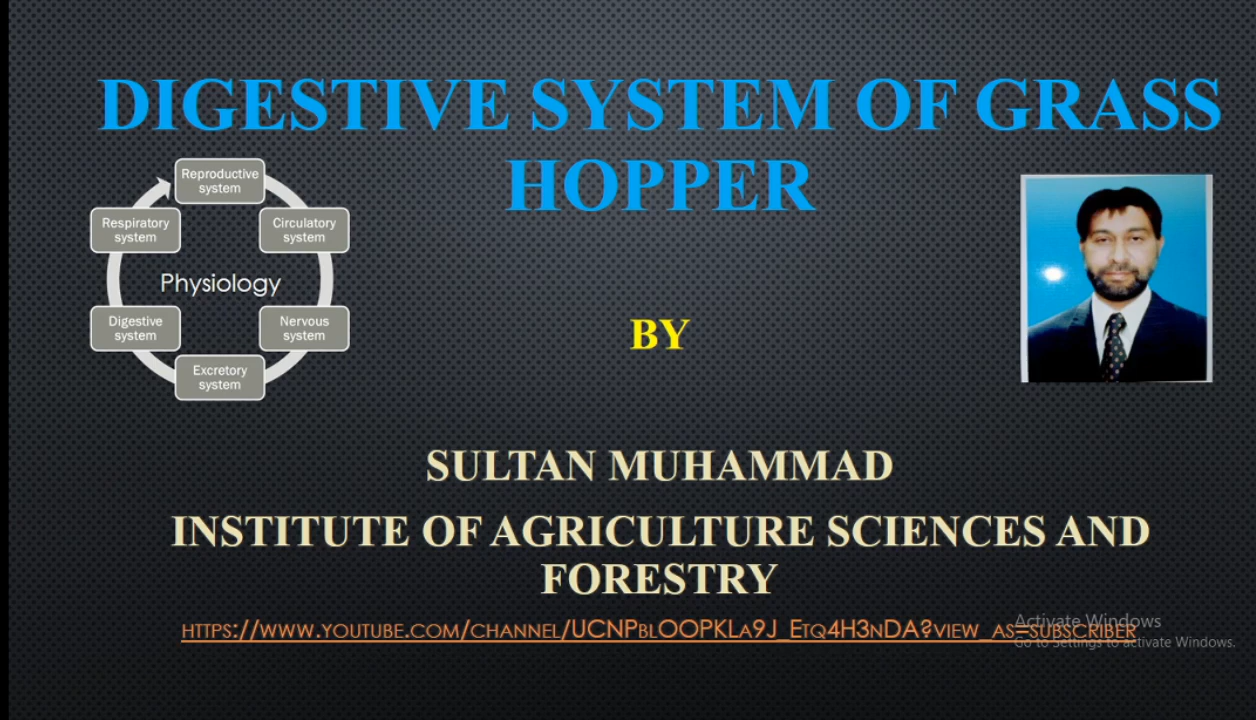 DIGESTIVE SYSTEM OF GRASS
HOPPER
Reproductive
system
Respiratory
system
Circulatory
system
Physiology
Digestive
system
Nervous
system
Excretory
system
BY
SULTAN MUHAMMAD
INSTITUTE OF AGRICULTURE SCIENCES AND
FORESTRY
HTTPS://WWW.YOUTUBE.COM/CHANNEL/UCNPBLOOPKLA9J_ETQ4H3NDA?VIEW_AS=SUBSCRIBER
Activate Windows
Go to Settings to activate Windows.